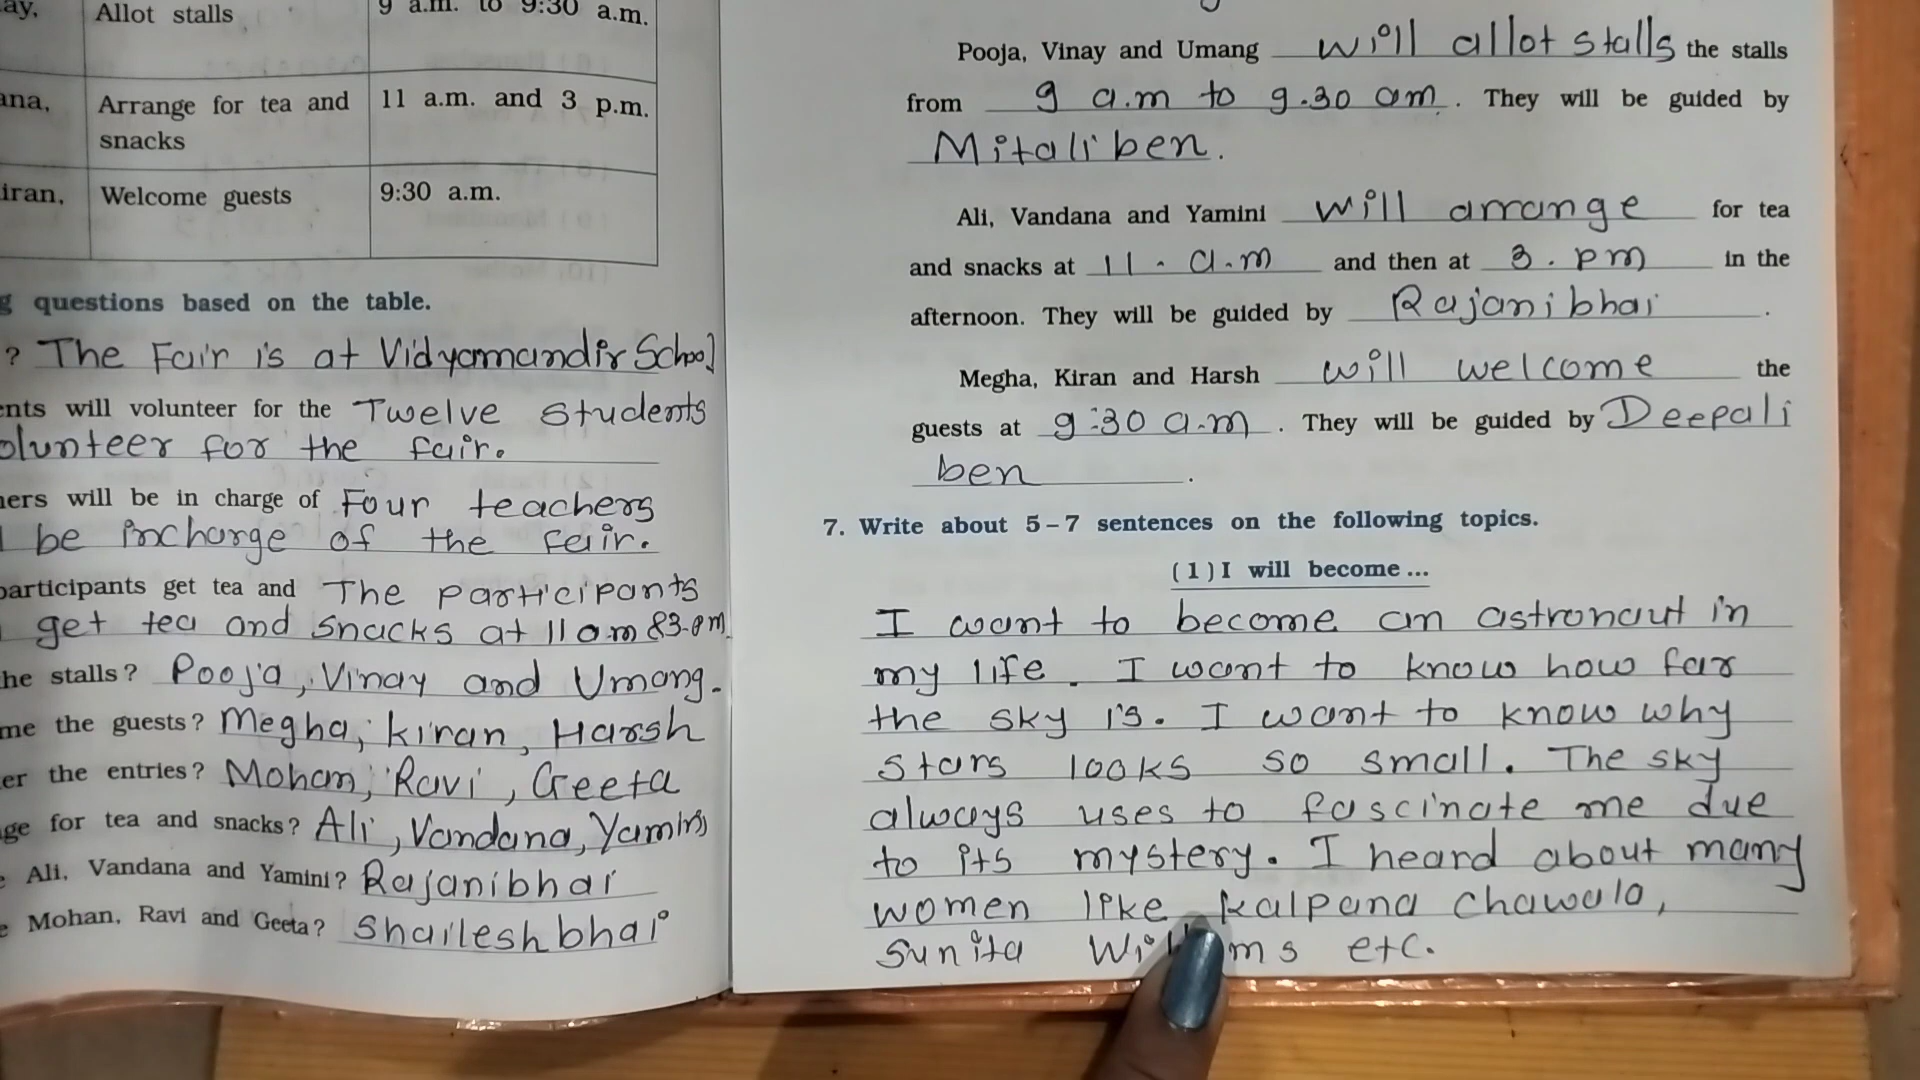 ay, Allot stalls 9 a.m. to 9:30 a.m.
ana, Arrange for tea and 11 a.m. and 3 p.m.
snacks
iran, Welcome guests 9:30 a.m.
questions based on the table.
? The Fair is at Vidyamandir School
ents will volunteer for the Twelve students
olunteer for the fair.
hers will be in charge of Four teachers
be incharge of the feir.
participants get tea and The participants
get tea and snacks at 11 am &3-pm
he stalls? Pooja, Vinay and Umang.
me the guests? Megha, kiran, Harsh
er the entries? Mohan, Ravi, Geeta
ge for tea and snacks? Ali, Vandana, Yamini
Ali, Vandana and Yamini? Rajanibhai
Mohan, Ravi and Geeta? Shaileshbhai
Pooja, Vinay and Umang will allot stalls the stalls
from 9 a.m to 9.30 am. They will be guided by
Mitaliben.
Ali, Vandana and Yamini will arrange for tea
and snacks at 11. a.m and then at 3. pm in the
afternoon. They will be guided by Rajanibhai.
Megha, Kiran and Harsh will welcome the
guests at 9:30 a.m. They will be guided by Deepali
ben.
7. Write about 5-7 sentences on the following topics.
(1) I will become ...
I want to become an astronaut in
my life. I want to know how far
the sky is. I want to know why
stars looks so small. The sky
always uses to fascinate me due
to its mystery. I heard about many
women like kalpana chawala,
sunita etc.